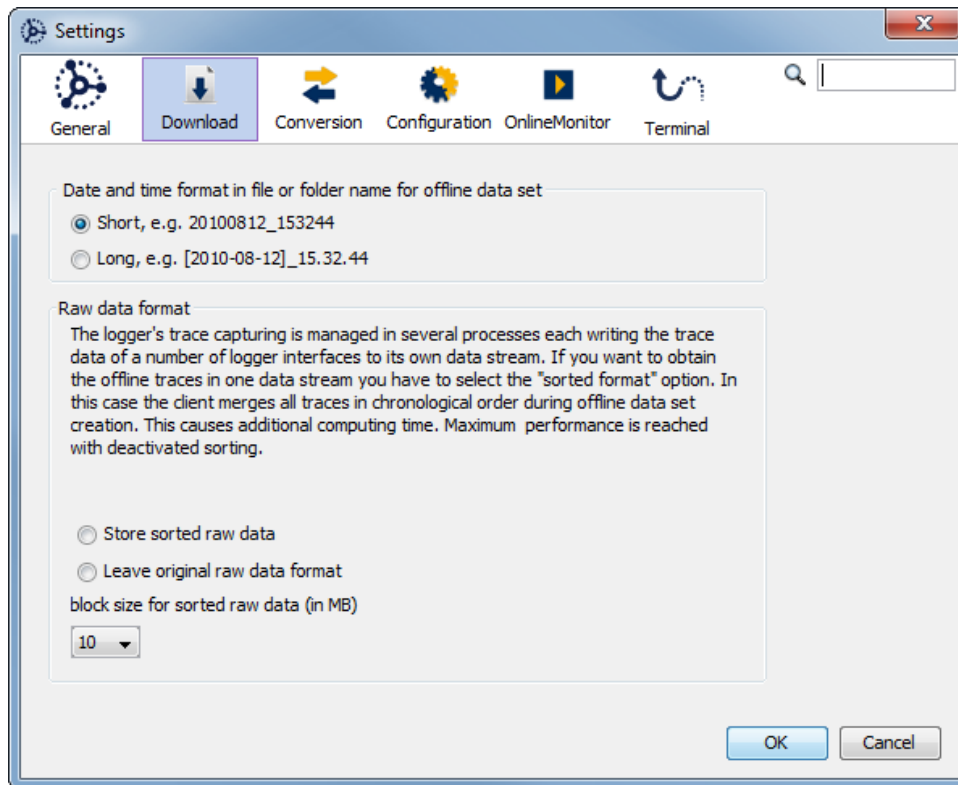 Settings
General
Download
Conversion
Configuration
OnlineMonitor
Terminal
Date and time format in file or folder name for offline data set
Short, e.g. 20100812_153244
Long, e.g. [2010-08-12]_15.32.44
Raw data format
The logger's trace capturing is managed in several processes each writing the trace
data of a number of logger interfaces to its own data stream. If you want to obtain
the offline traces in one data stream you have to select the "sorted format" option. In
this case the client merges all traces in chronological order during offline data set
creation. This causes additional computing time. Maximum  performance is reached
with deactivated sorting.
Store sorted raw data
Leave original raw data format
block size for sorted raw data (in MB)
10
OK
Cancel